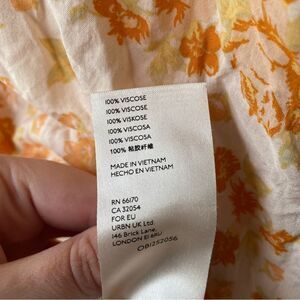 100% VISCOSE
100% VISCOSE
100% VISKOSE
100% VISCOSA
100% VISCOSA
100% 粘胶纤维
MADE IN VIETNAM
HECHO EN VIETNAM
RN 66170
CA 32054
FOR EU
URBN UK Ltd
146 Brick Lane,
LONDON E1 6RU
OB1252056